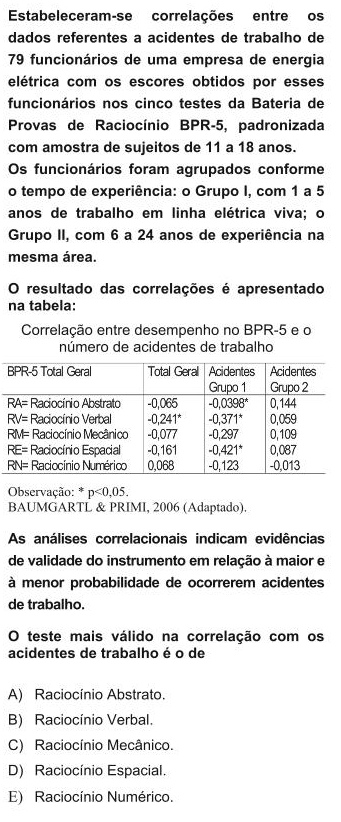 Estabeleceram-se correlações entre os
dados referentes a acidentes de trabalho de
79 funcionários de uma empresa de energia
elétrica com os escores obtidos por esses
funcionários nos cinco testes da Bateria de
Provas de Raciocínio BPR-5, padronizada
com amostra de sujeitos de 11 a 18 anos.
Os funcionários foram agrupados conforme
o tempo de experiência: o Grupo I, com 1 a 5
anos de trabalho em linha elétrica viva; o
Grupo II, com 6 a 24 anos de experiência na
mesma área.
O resultado das correlações é apresentado
na tabela:
Correlação entre desempenho no BPR-5 e o
número de acidentes de trabalho
BPR-5 Total Geral Total Geral Acidentes Grupo 1 Acidentes Grupo 2
RA= Raciocínio Abstrato -0,065 -0,0398* 0,144
RV= Raciocínio Verbal -0,241* -0,371* 0,059
RM= Raciocínio Mecânico -0,077 -0,297 0,109
RE= Raciocínio Espacial -0,161 -0,421* 0,087
RN= Raciocínio Numérico 0,068 -0,123 -0,013
Observação: * p<0,05.
BAUMGARTL & PRIMI, 2006 (Adaptado).
As análises correlacionais indicam evidências
de validade do instrumento em relação à maior e
à menor probabilidade de ocorrerem acidentes
de trabalho.
O teste mais válido na correlação com os
acidentes de trabalho é o de
A) Raciocínio Abstrato.
B) Raciocínio Verbal.
C) Raciocínio Mecânico.
D) Raciocínio Espacial.
E) Raciocínio Numérico.